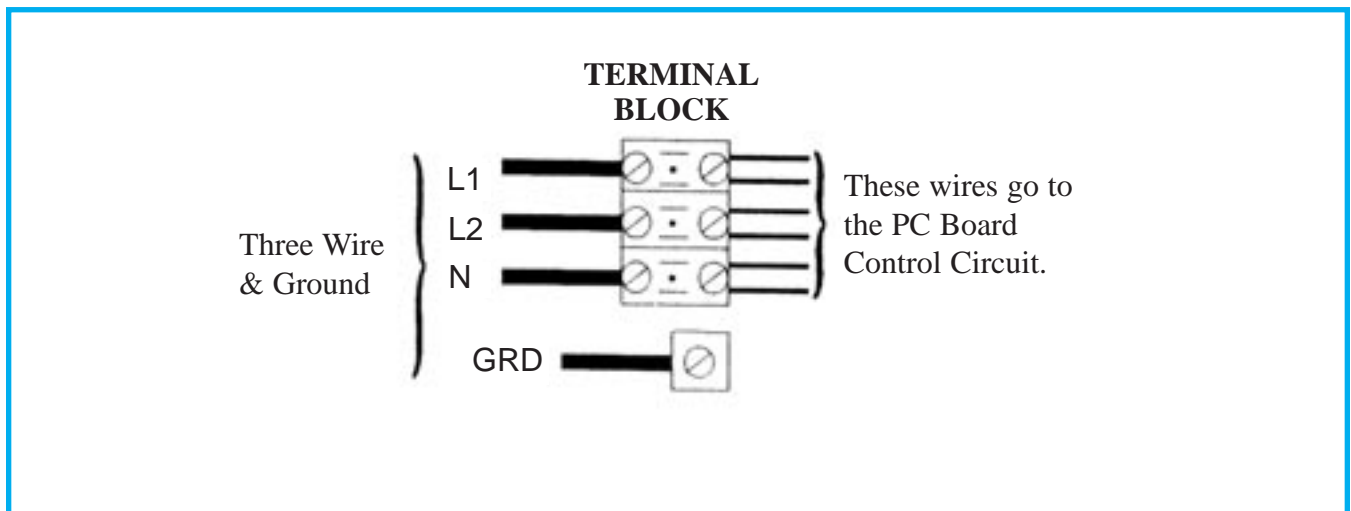 TERMINAL
BLOCK
L1
L2
N
GRD
Three Wire
& Ground
These wires go to
the PC Board
Control Circuit.